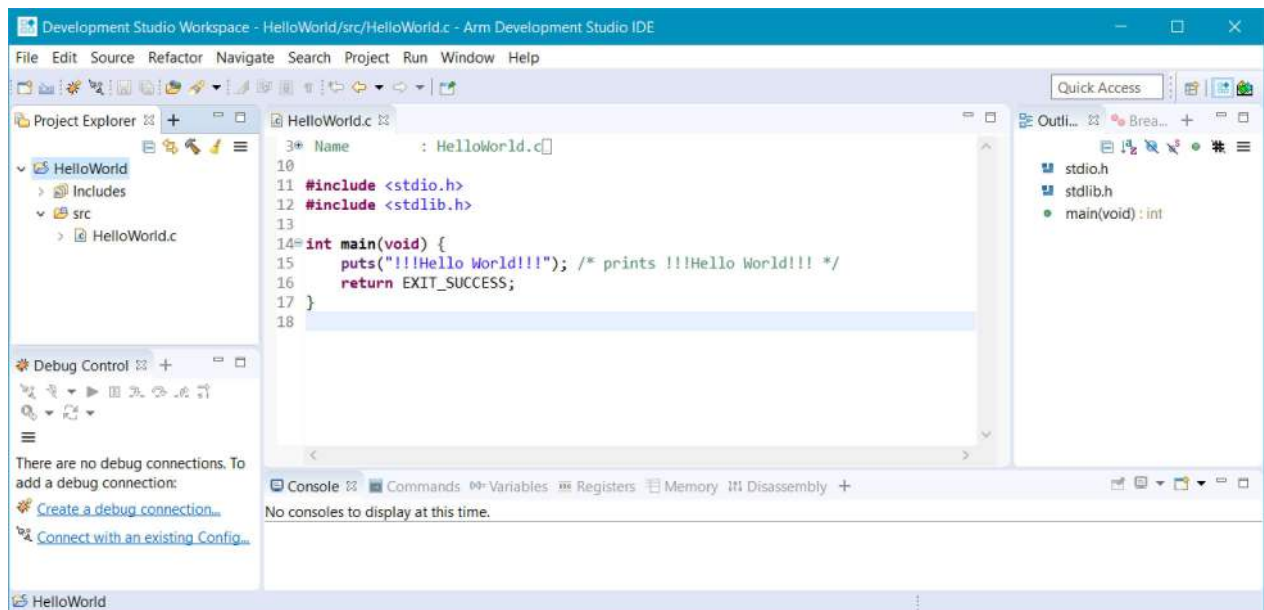 Development Studio Workspace - HelloWorld/src/HelloWorld.c - Arm Development Studio IDE
File Edit Source Refactor Navigate Search Project Run Window Help
Quick Access
Project Explorer
HelloWorld
Includes
src
HelloWorld.c
HelloWorld.c
3 Name : HelloWorld.c
10
11 #include <stdio.h>
12 #include <stdlib.h>
13
14 int main(void) {
15 puts("!!!Hello World!!!"); /* prints !!!Hello World!!! */
16 return EXIT_SUCCESS;
17 }
18
Outli... Brea...
stdio.h
stdlib.h
main(void) : int
Debug Control
There are no debug connections. To
add a debug connection:
Create a debug connection...
Connect with an existing Config...
Console Commands Variables Registers Memory Disassembly
No consoles to display at this time.
HelloWorld